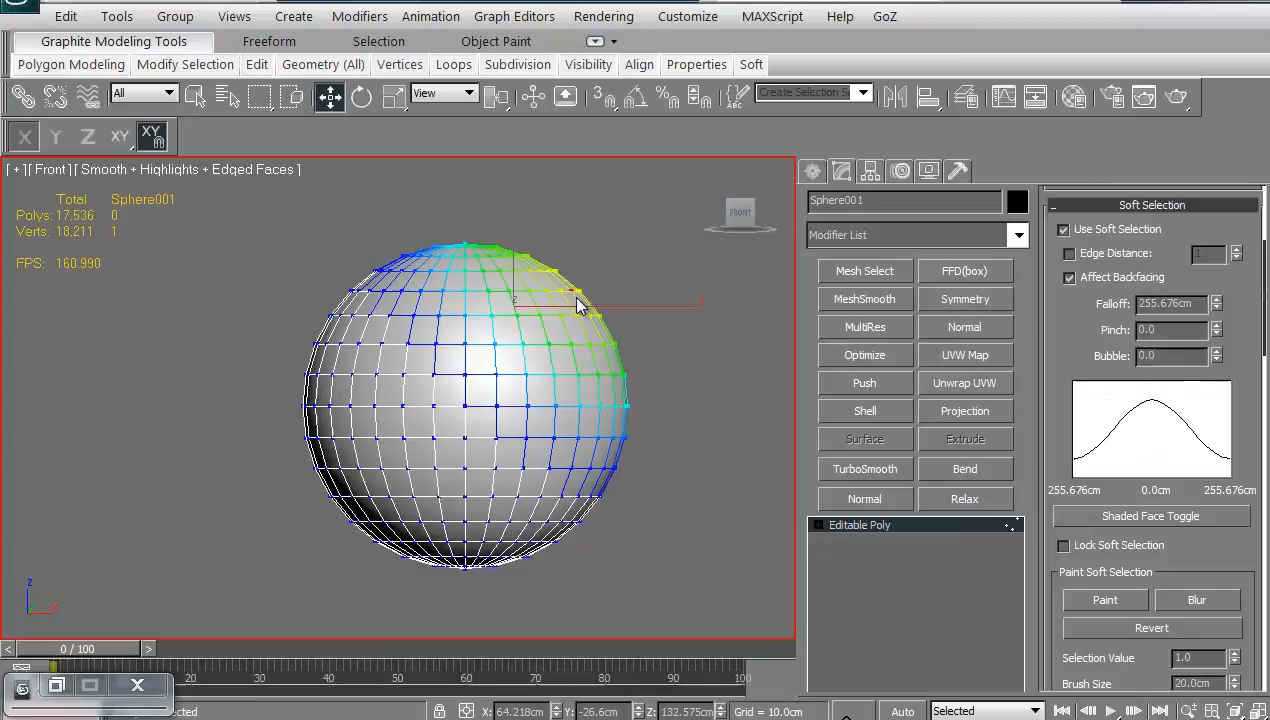 Edit Tools Group Views Create Modifiers Animation Graph Editors Rendering Customize MAXScript Help GoZ
Graphite Modeling Tools Freeform Selection Object Paint
Polygon Modeling Modify Selection Edit Geometry (All) Vertices Loops Subdivision Visibility Align Properties Soft
All View 3 Create Selection Se
X Y Z XY XY
[ + ][ Front ][ Smooth + Highlights + Edged Faces ]
Total Sphere001
Polys: 17,536 0
Verts: 18,211 1
FPS: 160.990
FRONT
z x
z
x
Sphere001
Modifier List
Mesh Select FFD(box)
MeshSmooth Symmetry
MultiRes Normal
Optimize UVW Map
Push Unwrap UVW
Shell Projection
Surface Extrude
TurboSmooth Bend
Normal Relax
Editable Poly
- Soft Selection
Use Soft Selection
Edge Distance: 1
Affect Backfacing
Falloff: 255.676cm
Pinch: 0.0
Bubble: 0.0
255.676cm 0.0cm 255.676cm
Shaded Face Toggle
Lock Soft Selection
Paint Soft Selection
Paint Blur
Revert
Selection Value 1.0
Brush Size 20.0cm
< 0 / 100 >
20 30 40 50 60 70 80 90 100
X: 64.218cm Y: -26.6cm Z: 132.575cm Grid = 10.0cm Auto Selected